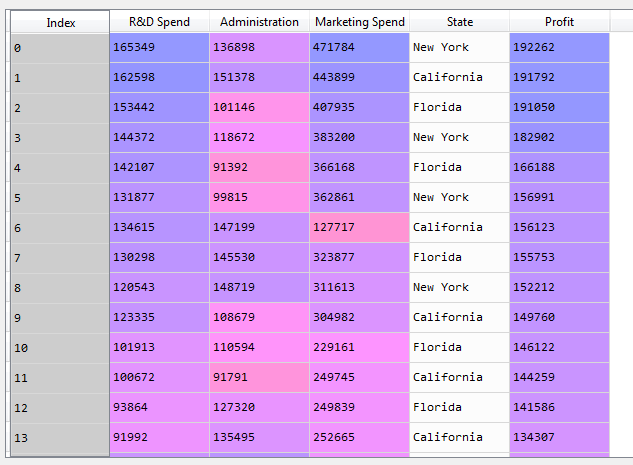 Index R&D Spend Administration Marketing Spend State Profit
0 165349 136898 471784 New York 192262
1 162598 151378 443899 California 191792
2 153442 101146 407935 Florida 191050
3 144372 118672 383200 New York 182902
4 142107 91392 366168 Florida 166188
5 131877 99815 362861 New York 156991
6 134615 147199 127717 California 156123
7 130298 145530 323877 Florida 155753
8 120543 148719 311613 New York 152212
9 123335 108679 304982 California 149760
10 101913 110594 229161 Florida 146122
11 100672 91791 249745 California 144259
12 93864 127320 249839 Florida 141586
13 91992 135495 252665 California 134307